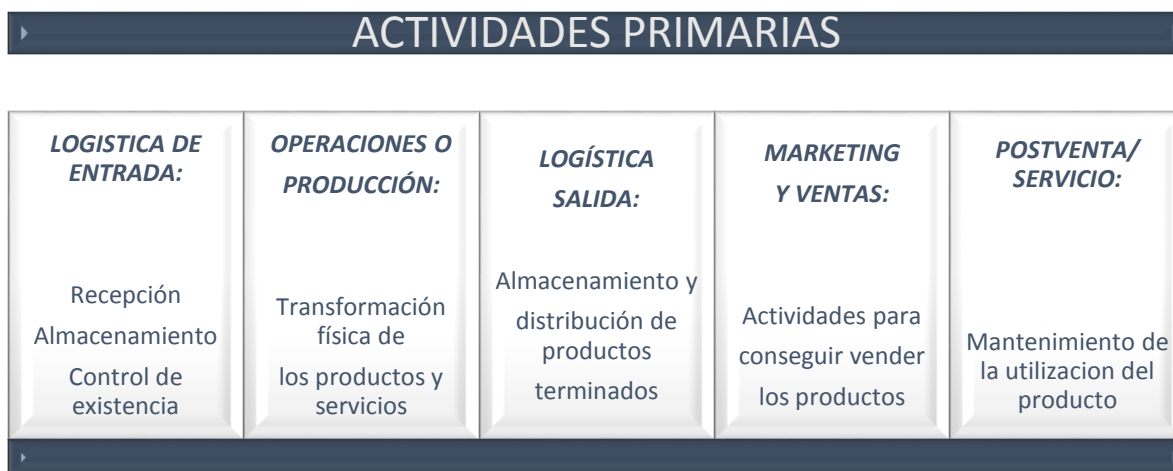 ACTIVIDADES PRIMARIAS
LOGISTICA DE
ENTRADA:
Recepción
Almacenamiento
Control de
existencia
OPERACIONES O
PRODUCCIÓN:
Transformación
física de
los productos y
servicios
LOGÍSTICA
SALIDA:
Almacenamiento y
distribución de
productos
terminados
MARKETING
Y VENTAS:
Actividades para
conseguir vender
los productos
POSTVENTA/
SERVICIO:
Mantenimiento de
la utilizacion del
producto